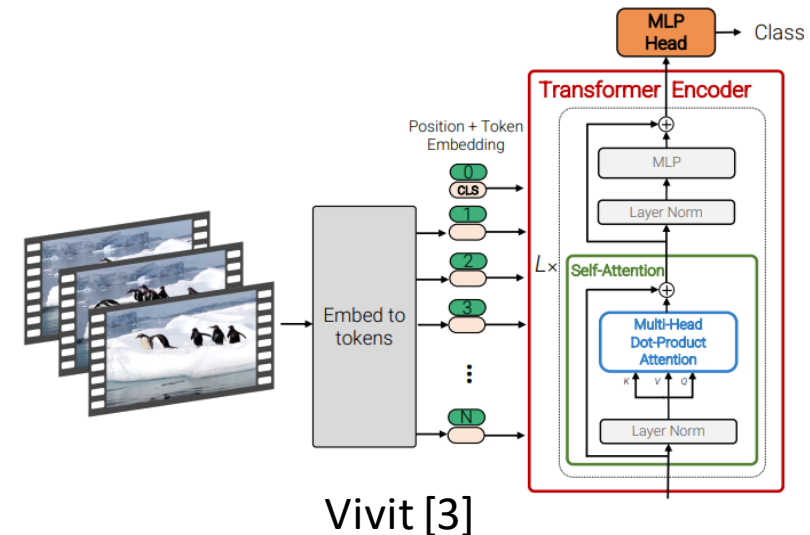 MLP
Head
Class
Transformer Encoder
Position + Token
Embedding
0
CLS
1
2
3
N
Embed to
tokens
L×
MLP
Layer Norm
Self-Attention
Multi-Head
Dot-Product
Attention
K V Q
Layer Norm
Vivit [3]